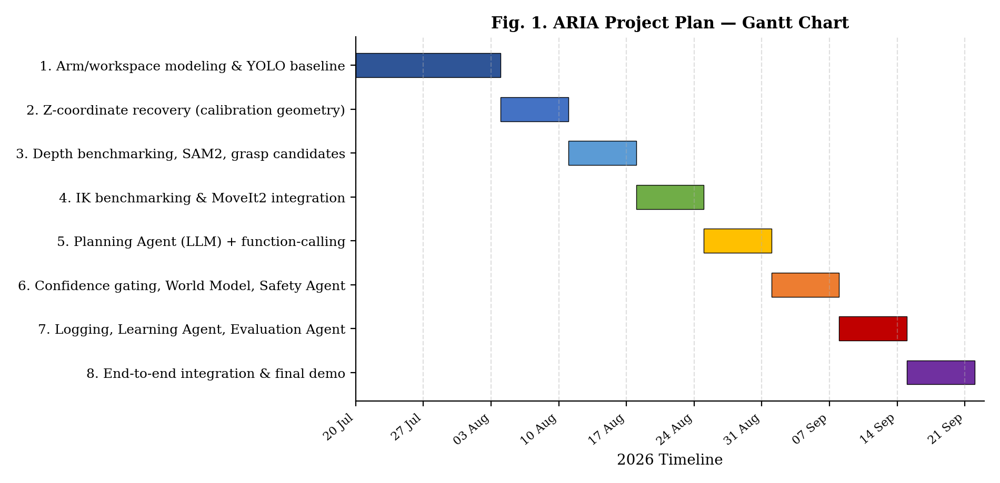 Fig. 1. ARIA Project Plan — Gantt Chart
1. Arm/workspace modeling & YOLO baseline
2. Z-coordinate recovery (calibration geometry)
3. Depth benchmarking, SAM2, grasp candidates
4. IK benchmarking & MoveIt2 integration
5. Planning Agent (LLM) + function-calling
6. Confidence gating, World Model, Safety Agent
7. Logging, Learning Agent, Evaluation Agent
8. End-to-end integration & final demo
20 Jul
27 Jul
03 Aug
10 Aug
17 Aug
24 Aug
31 Aug
07 Sep
14 Sep
21 Sep
2026 Timeline